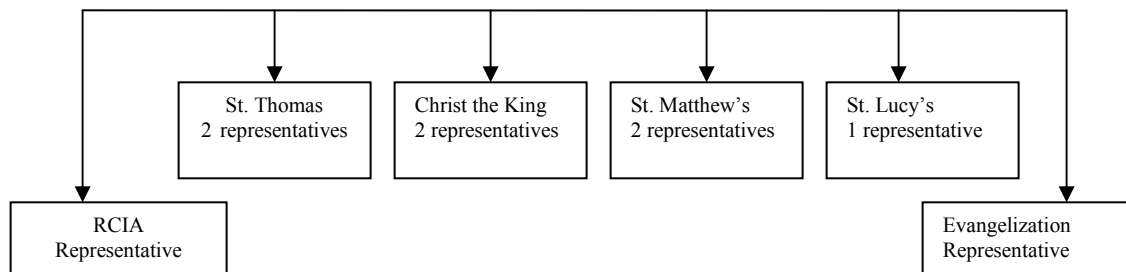 St. Thomas
2 representatives
Christ the King
2 representatives
St. Matthew’s
2 representatives
St. Lucy’s
1 representative
RCIA
Representative
Evangelization
Representative